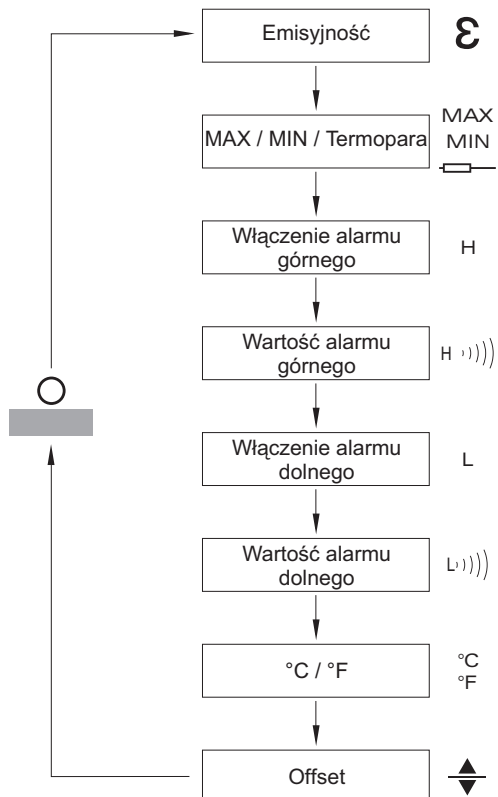 Emisyjność
ε
MAX / MIN / Termopara
MAX
MIN
Włączenie alarmu
górnego
H
Wartość alarmu
górnego
H
Włączenie alarmu
dolnego
L
Wartość alarmu
dolnego
L
°C / °F
°C
°F
Offset